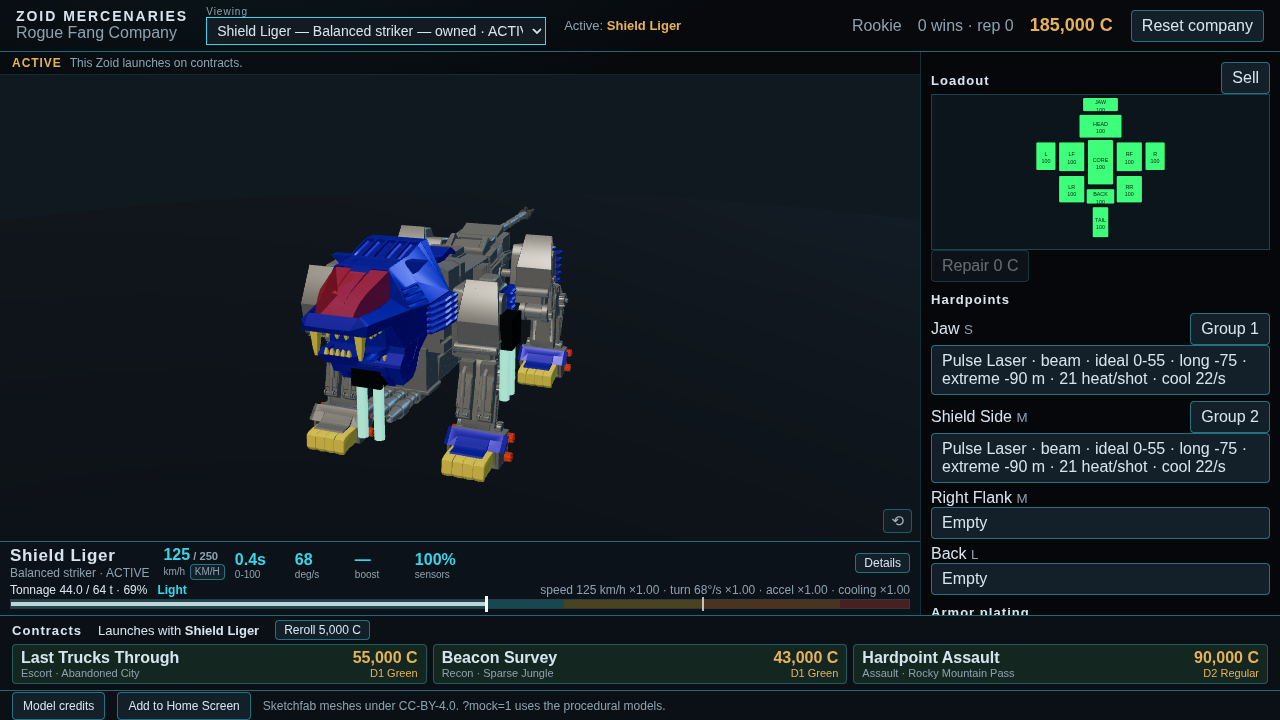 ZOID MERCENARIES
Rogue Fang Company
Viewing
Shield Liger — Balanced striker — owned · ACTIV
Active: Shield Liger
Rookie 0 wins · rep 0 185,000 C
Reset company
ACTIVE This Zoid launches on contracts.
Loadout
Sell
JAW
100
HEAD
100
L
100
LF
100
CORE
100
RF
100
R
100
LR
100
BACK
100
RR
100
TAIL
100
Repair 0 C
Hardpoints
Jaw S
Group 1
Pulse Laser · beam · ideal 0-55 · long -75 ·
extreme -90 m · 21 heat/shot · cool 22/s
Shield Side M
Group 2
Pulse Laser · beam · ideal 0-55 · long -75 ·
extreme -90 m · 21 heat/shot · cool 22/s
Right Flank M
Empty
Back L
Empty
Armor plating
⟲
Shield Liger
Balanced striker · ACTIVE
125 / 250
km/h KM/H
0.4s
0-100
68
deg/s
—
boost
100%
sensors
Details
Tonnage 44.0 / 64 t · 69% Light
speed 125 km/h ×1.00 · turn 68°/s ×1.00 · accel ×1.00 · cooling ×1.00
Contracts Launches with Shield Liger
Reroll 5,000 C
Last Trucks Through 55,000 C
Escort · Abandoned City D1 Green
Beacon Survey 43,000 C
Recon · Sparse Jungle D1 Green
Hardpoint Assault 90,000 C
Assault · Rocky Mountain Pass D2 Regular
Model credits
Add to Home Screen
Sketchfab meshes under CC-BY-4.0. ?mock=1 uses the procedural models.